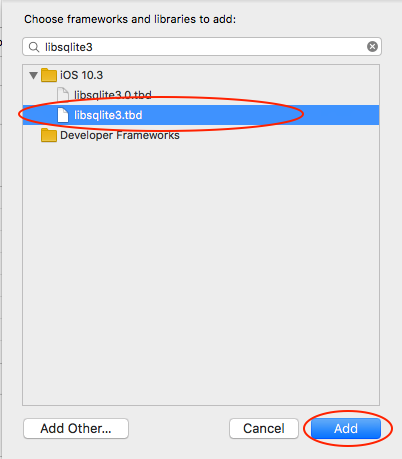 Choose frameworks and libraries to add:
libsqlite3
iOS 10.3
libsqlite3.0.tbd
libsqlite3.tbd
Developer Frameworks
Add Other...
Cancel
Add